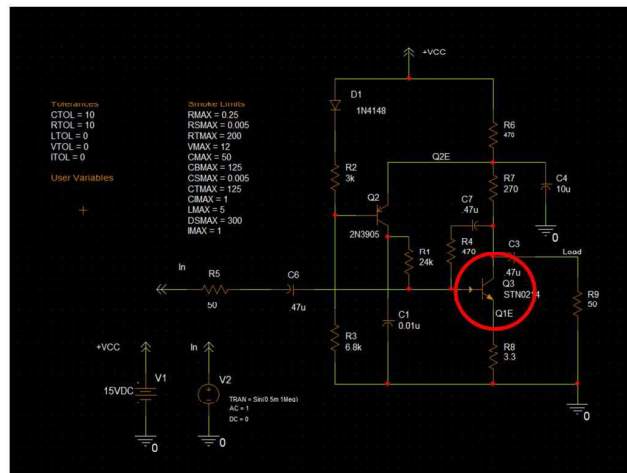 +VCC
Tolerances
CTOL = 10
RTOL = 10
LTOL = 0
VTOL = 0
ITOL = 0
User Variables
Smoke Limits
RMAX = 0.25
RSMAX = 0.005
RTMAX = 200
VMAX = 12
CMAX = 50
CBMAX = 125
CSMAX = 0.005
CTMAX = 125
CIMAX = 1
LMAX = 5
DSMAX = 300
IMAX = 1
D1
1N4148
R2
3k
R6
470
Q2E
C4
10u
0
Q2
2N3905
C7
.47u
R7
270
R1
24k
R4
470
C3
.47u
Load
Q3
STN0214
Q1E
R9
50
In
R5
50
C6
.47u
R3
6.8k
C1
0.01u
R8
3.3
0
+VCC
V1
15VDC
0
In
V2
TRAN = Sin(0 5m 1Meg)
AC = 1
DC = 0
0